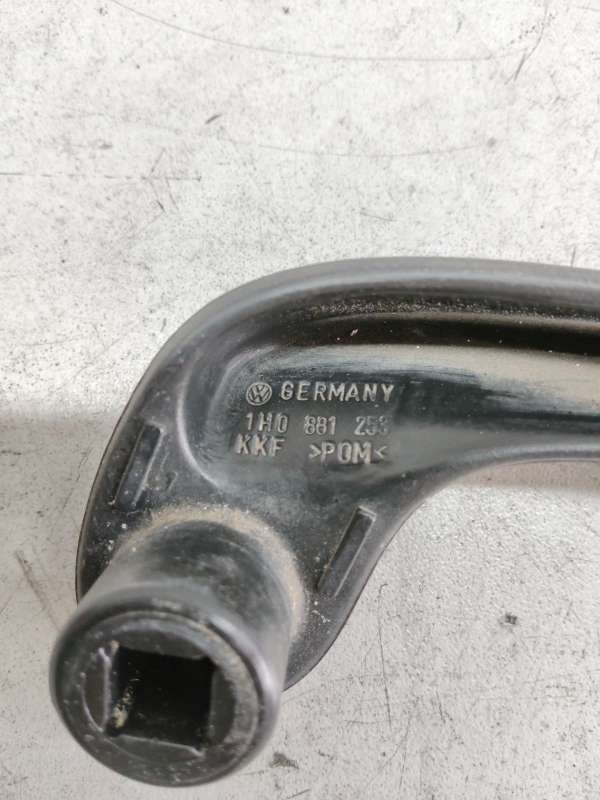 GERMANY
1H0 881 253
KKF >POM<